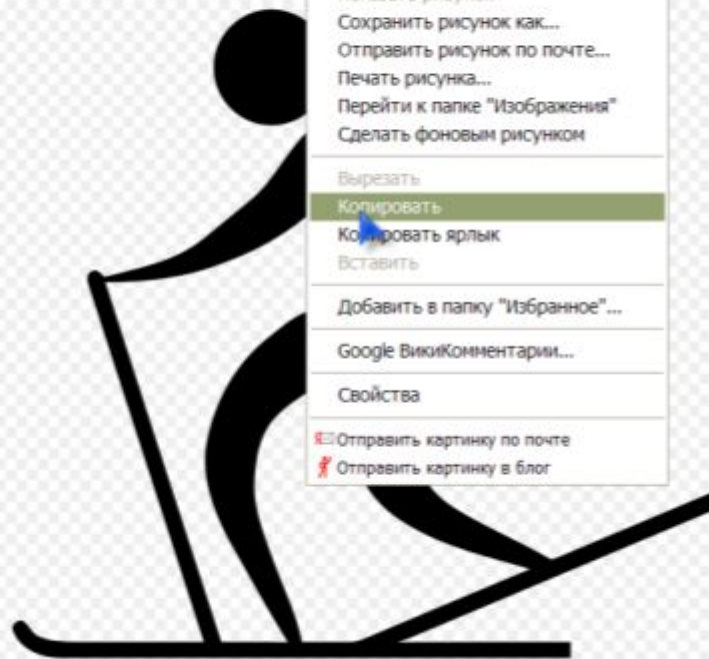 Сохранить рисунок как...
Отправить рисунок по почте...
Печать рисунка...
Перейти к папке "Изображения"
Сделать фоновым рисунком
Вырезать
Копировать
Копировать ярлык
Вставить
Добавить в папку "Избранное"...
Google ВикиКомментарии...
Свойства
Отправить картинку по почте
Отправить картинку в блог